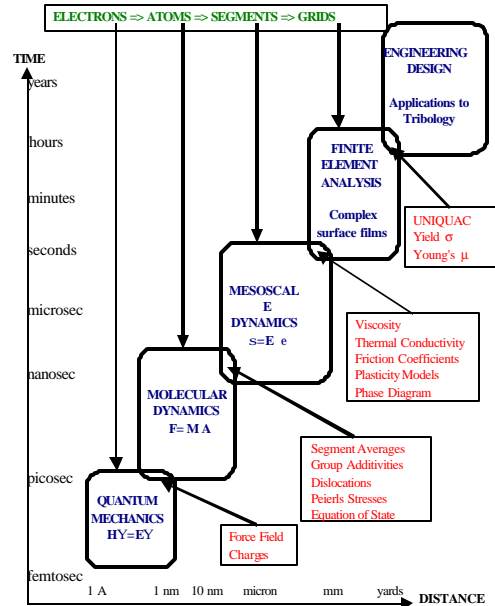 ELECTRONS => ATOMS => SEGMENTS => GRIDS
TIME
years
hours
minutes
seconds
microsec
nanosec
picosec
femtosec
ENGINEERING
DESIGN
Applications to
Tribology
FINITE
ELEMENT
ANALYSIS
Complex
surface films
UNIQUAC
Yield σ
Young's μ
MESOSCAL
E
DYNAMICS
s=E e
Viscosity
Thermal Conductivity
Friction Coefficients
Plasticity Models
Phase Diagram
MOLECULAR
DYNAMICS
F= M A
Segment Averages
Group Additivities
Dislocations
Peierls Stresses
Equation of State
QUANTUM
MECHANICS
HY=EY
Force Field
Charges
1 A 1 nm 10 nm micron mm yards
DISTANCE